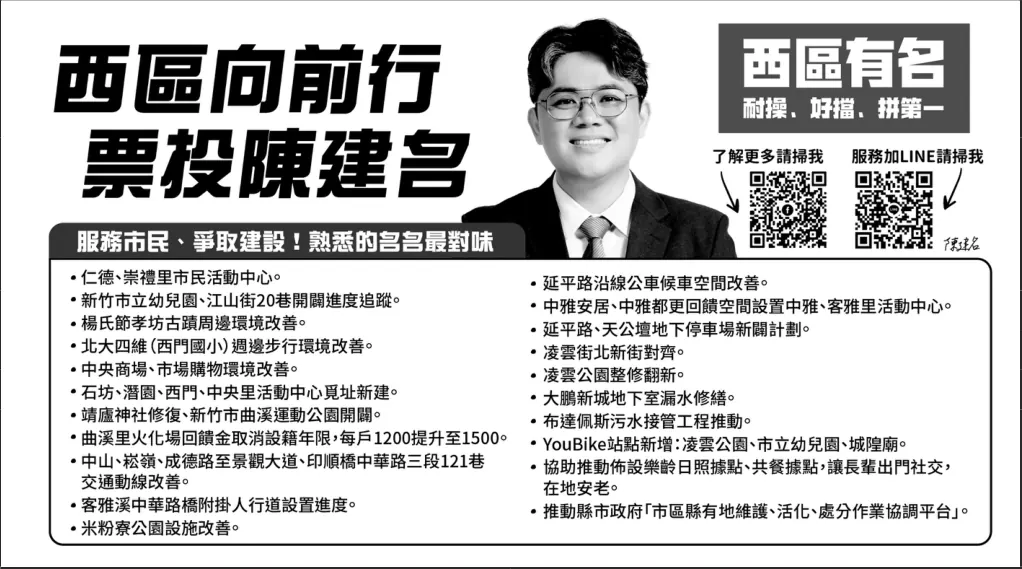 西區向前行
票投陳建名
西區有名
耐操、好擋、拼第一
了解更多請掃我
服務加LINE請掃我
陳建名
服務市民、爭取建設！熟悉的名名最對味
•仁德、崇禮里市民活動中心。
•新竹市立幼兒園、江山街20巷開闢進度追蹤。
•楊氏節孝坊古蹟周邊環境改善。
•北大四維（西門國小）週邊步行環境改善。
•中央商場、市場購物環境改善。
•石坊、潛園、西門、中央里活動中心覓址新建。
•靖廬神社修復、新竹市曲溪運動公園開闢。
•曲溪里火化場回饋金取消設籍年限，每戶1200提升至1500。
•中山、崧嶺、成德路至景觀大道、印順橋中華路三段121巷
交通動線改善。
•客雅溪中華路橋附掛人行道設置進度。
•米粉寮公園設施改善。
•延平路沿線公車候車空間改善。
•中雅安居、中雅都更回饋空間設置中雅、客雅里活動中心。
•延平路、天公壇地下停車場新闢計劃。
•凌雲街北新街對齊。
•凌雲公園整修翻新。
•大鵬新城地下室漏水修繕。
•布達佩斯污水接管工程推動。
•YouBike站點新增：凌雲公園、市立幼兒園、城隍廟。
•協助推動佈設樂齡日照據點、共餐據點，讓長輩出門社交，
在地安老。
•推動縣市政府「市區縣有地維護、活化、處分作業協調平台」。